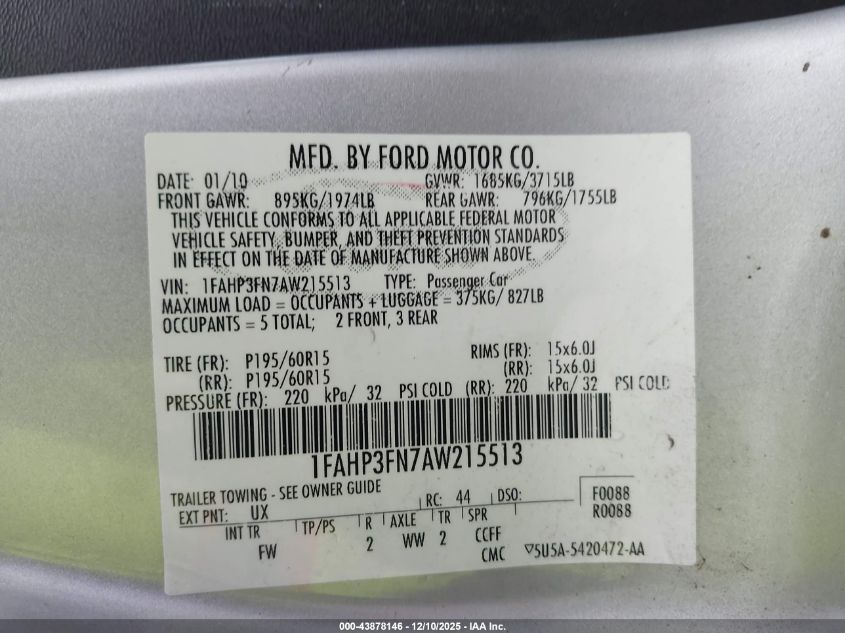 MFD. BY FORD MOTOR CO.
DATE: 01/10 GVWR: 1685KG/3715LB
FRONT GAWR: 895KG/1974LB REAR GAWR: 796KG/1755LB
THIS VEHICLE CONFORMS TO ALL APPLICABLE FEDERAL MOTOR
VEHICLE SAFETY, BUMPER, AND THEFT PREVENTION STANDARDS
IN EFFECT ON THE DATE OF MANUFACTURE SHOWN ABOVE.
VIN: 1FAHP3FN7AW215513 TYPE: Passenger Car
MAXIMUM LOAD = OCCUPANTS + LUGGAGE = 375KG/ 827LB
OCCUPANTS = 5 TOTAL; 2 FRONT, 3 REAR
TIRE (FR): P195/60R15 RIMS (FR): 15x6.0J
(RR): P195/60R15 (RR): 15x6.0J
PRESSURE (FR): 220 kPa/ 32 PSI COLD (RR): 220 kPa/ 32 PSI COLD
1FAHP3FN7AW215513
TRAILER TOWING - SEE OWNER GUIDE RC: 44 DSO: F0088
EXT PNT: UX R0088
INT TR TP/PS R AXLE TR SPR
FW 2 WW 2 CCFF
CMC 5U5A-5420472-AA
000-43878146 - 12/10/2025 - IAA Inc.